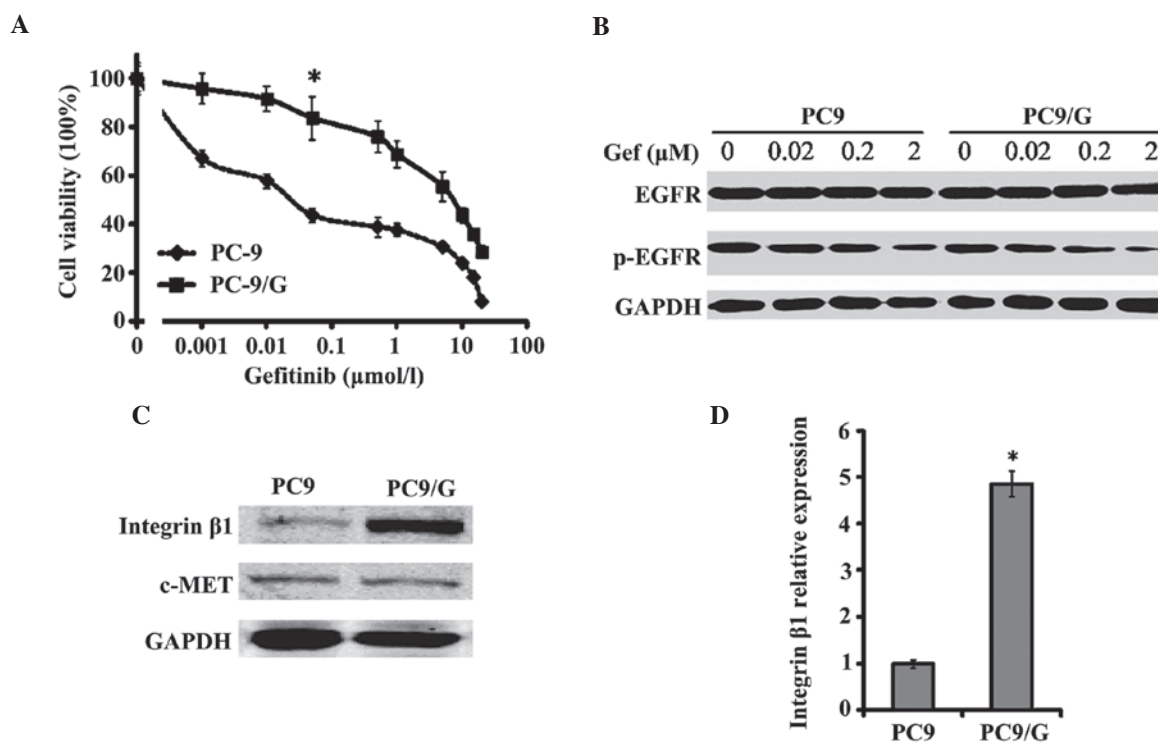 A
Cell viability (100%)
100
80
60
40
20
0
*
PC-9
PC-9/G
0 0.001 0.01 0.1 1 10 100
Gefitinib (µmol/l)
B
PC9 PC9/G
Gef (µM) 0 0.02 0.2 2 0 0.02 0.2 2
EGFR
p-EGFR
GAPDH
C
PC9 PC9/G
Integrin β1
c-MET
GAPDH
D
Integrin β1 relative expression
6
5
4
3
2
1
0
*
PC9 PC9/G